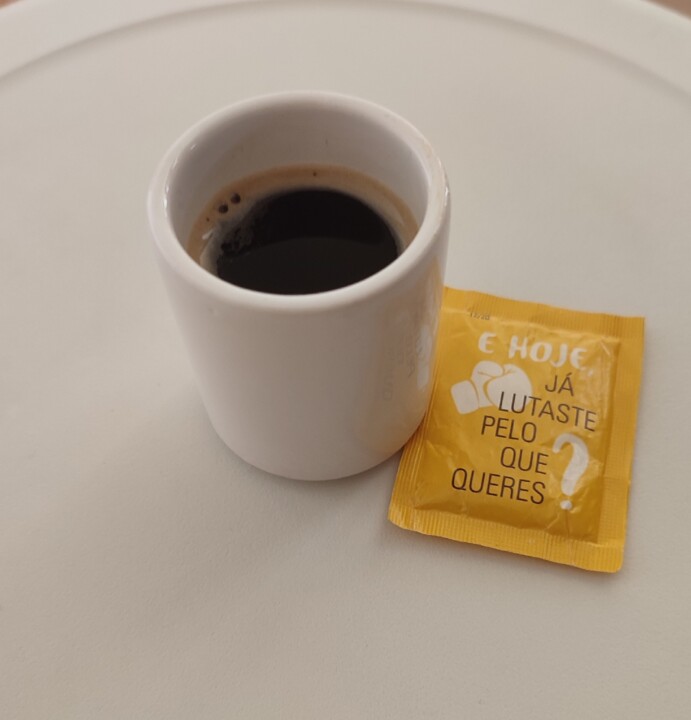 E HOJE,
JÁ
LUTASTE
PELO
QUE
QUERES?